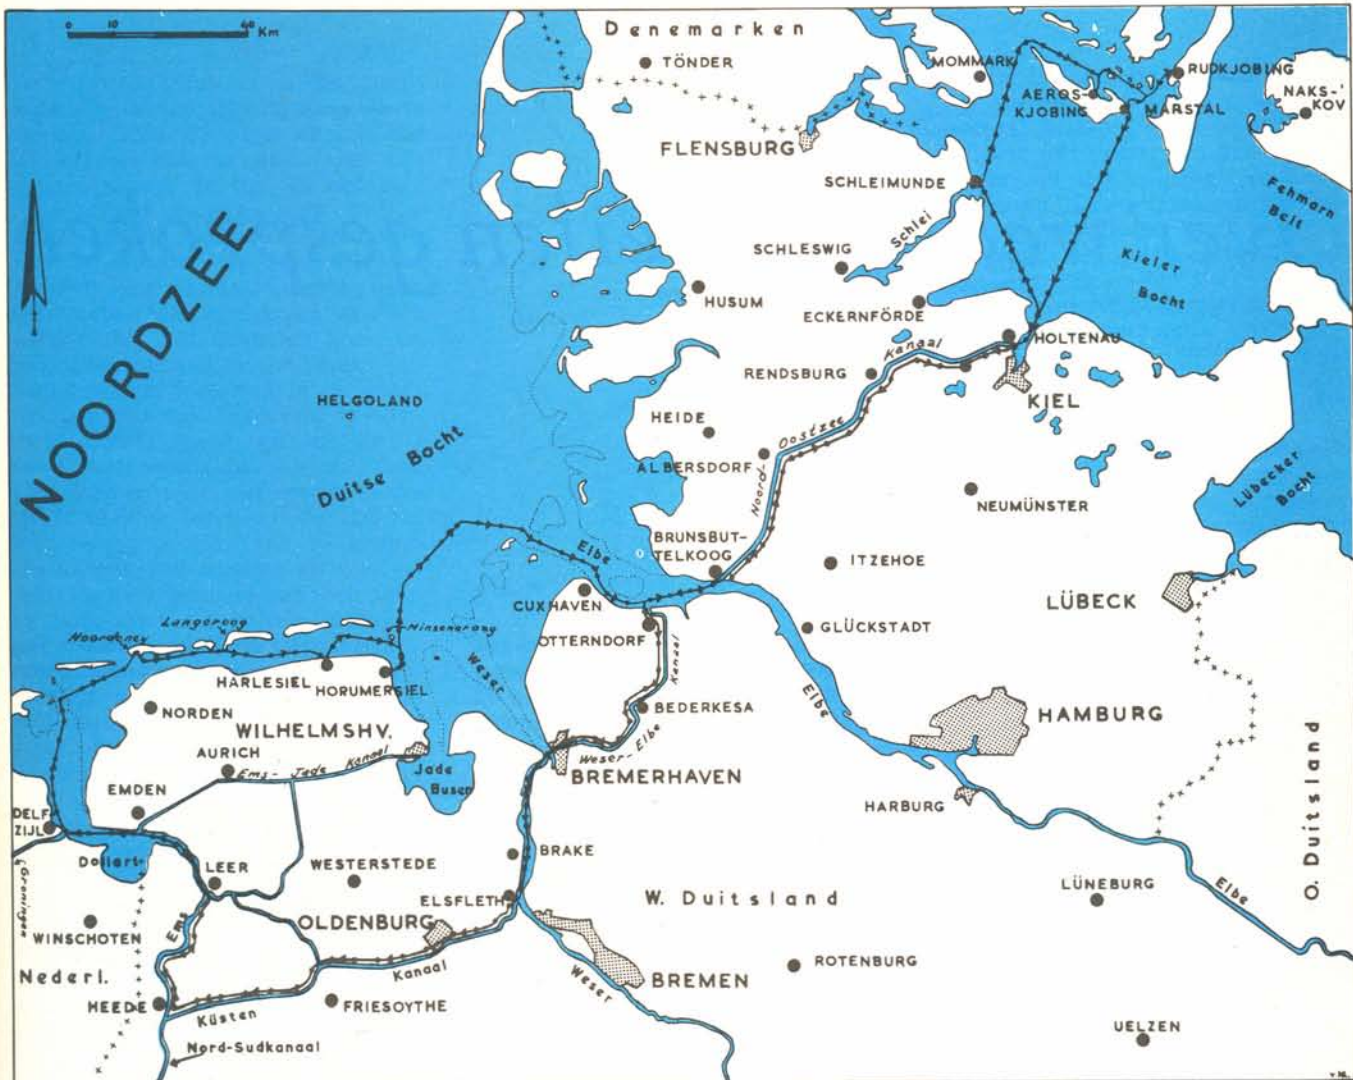 0 10 40 Km
Denemarken
TÖNDER
MOMMARK
RUDKJOBING
AEROS-
KJOBING
MARSTAL
NAKS-
KOV
FLENSBURG
SCHLEIMUNDE
Fehmarn
Belt
Schlei
SCHLESWIG
Kieler
Bocht
NOORDZEE
HUSUM
ECKERNFÖRDE
HOLTENAU
Kanaal
RENDSBURG
KIEL
HELGOLAND
HEIDE
Oostzee
Duitse Bocht
ALBERSDORF
Noord-
Lübecker
Bocht
NEUMÜNSTER
BRUNSBUT-
TELKOOG
Elbe
ITZEHOE
CUXHAVEN
LÜBECK
Langeroog
Minseneroog
OTTERNDORF
GLÜCKSTADT
Kanaal
HARLESIEL
HORUMERSIEL
Weser
Elbe
NORDEN
BEDERKESA
HAMBURG
WILHELMSHV.
AURICH
Ems-Jade Kanaal
Weser-Elbe
Jade
Busen
BREMERHAVEN
EMDEN
HARBURG
DELF-
ZIJL
O. Duitsland
Dollart
BRAKE
LEER
WESTERSTEDE
Groningen
ELSFLETH
W. Duitsland
LÜNEBURG
Elbe
OLDENBURG
WINSCHOTEN
Ems
Nederl.
Kanaal
Weser
BREMEN
ROTENBURG
HEEDE
Küsten
FRIESOYTHE
Nord-Sudkanaal
UELZEN